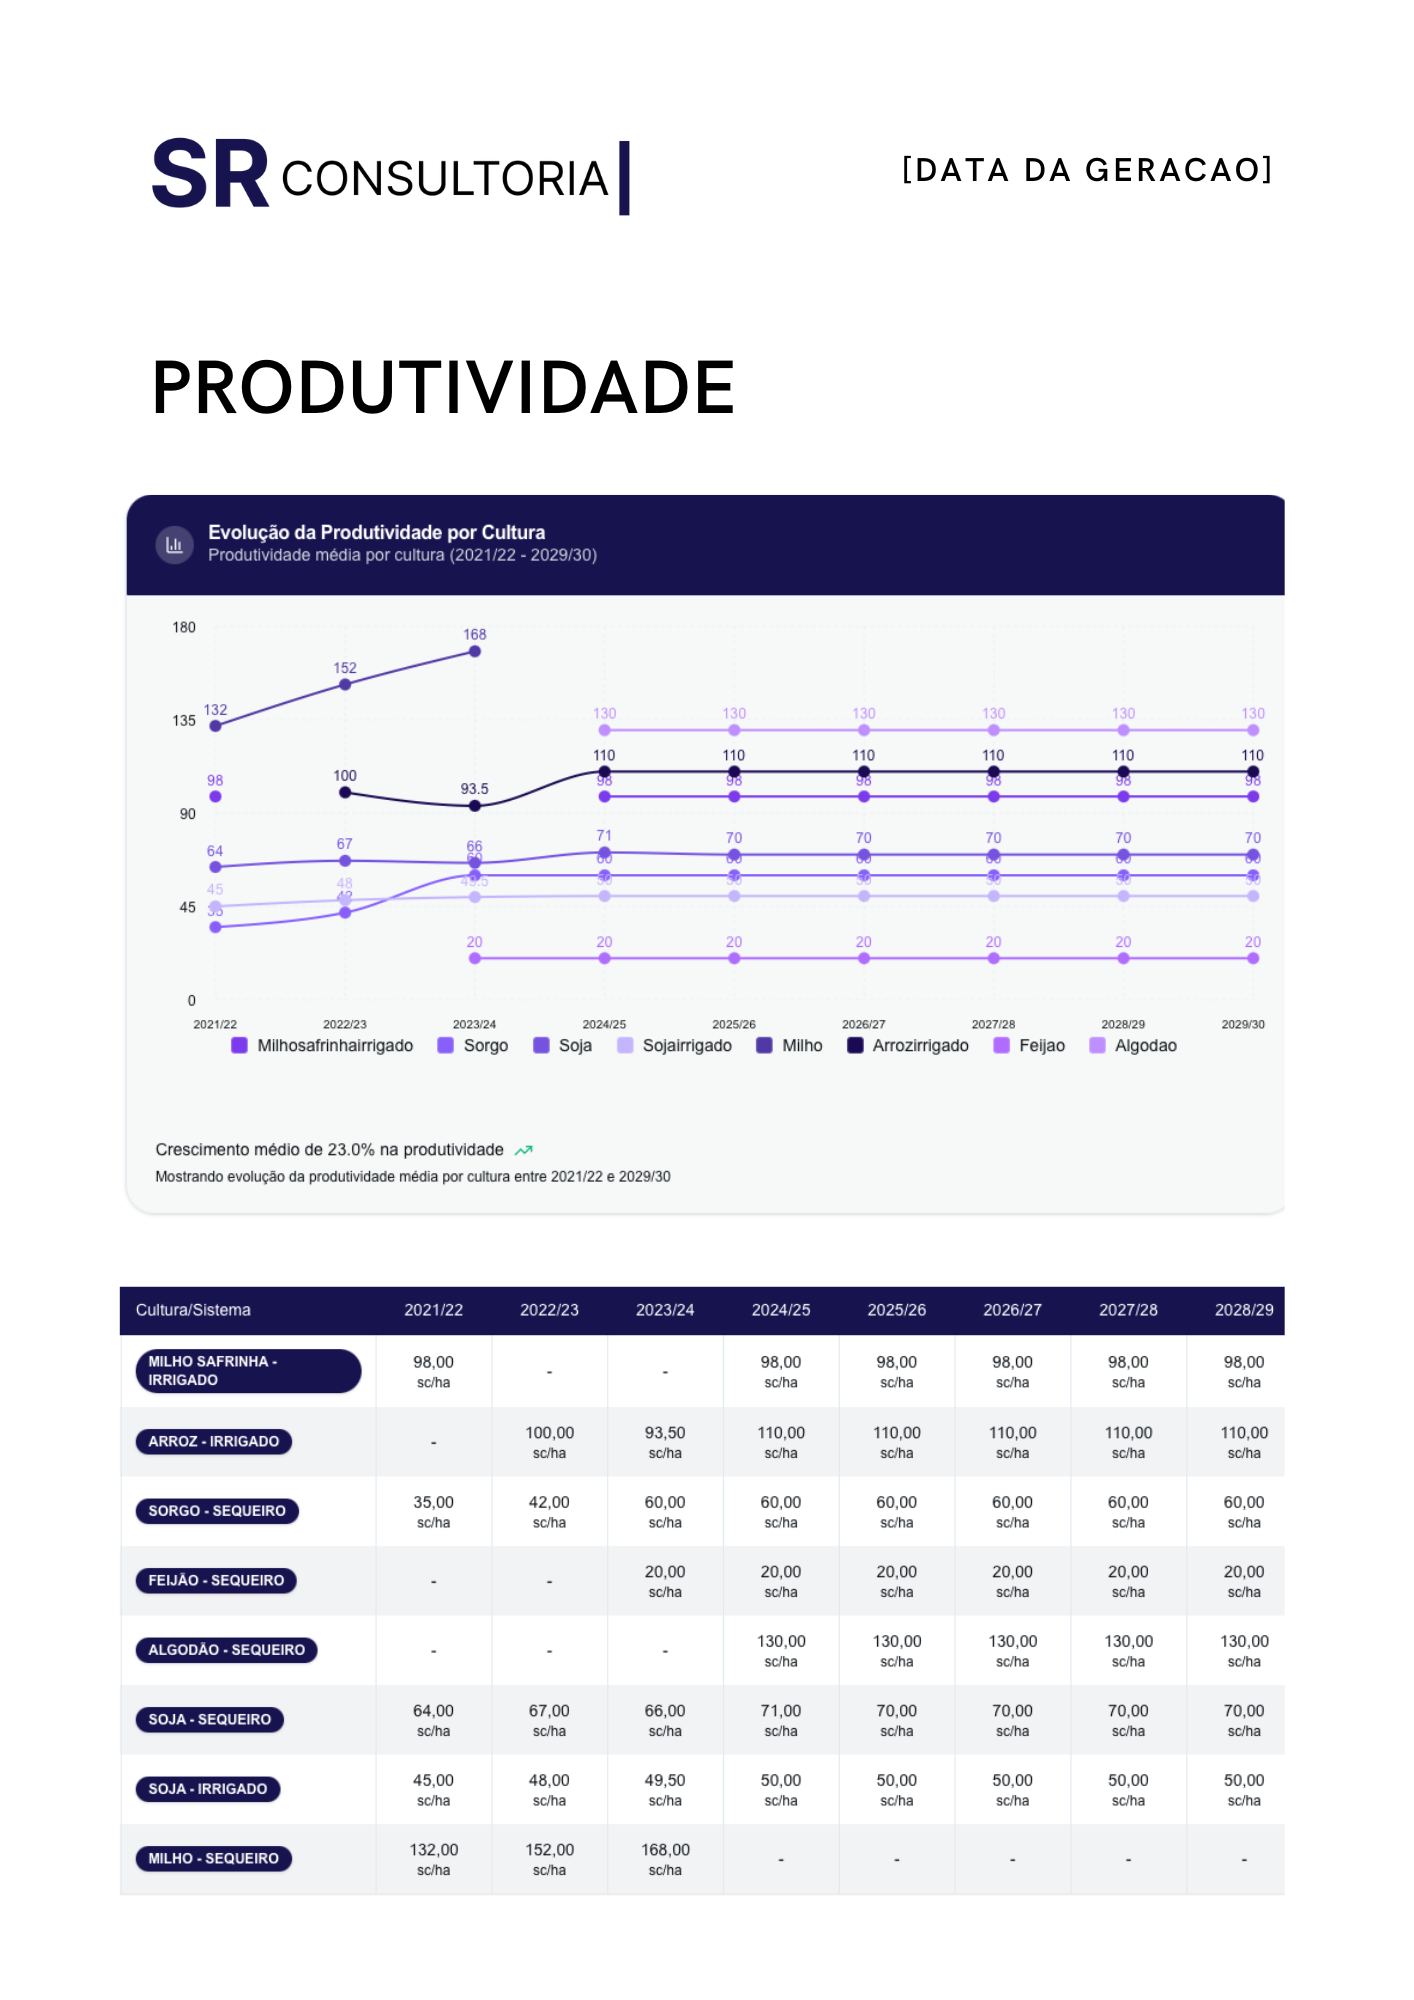 SR CONSULTORIA
[DATA DA GERACAO]
PRODUTIVIDADE
Evolução da Produtividade por Cultura
Produtividade média por cultura (2021/22 - 2029/30)
180
135
90
45
0
168
152
132
130 130 130 130 130 130
110 110 110 110 110 110
100
93.5
98 98 98 98 98 98 98
64 67 66 71 70 70 70 70 70
60 60 60 60 60 60 60
45 48 49.5 50 50 50 50 50 50
35 42
20 20 20 20 20 20 20
2021/22 2022/23 2023/24 2024/25 2025/26 2026/27 2027/28 2028/29 2029/30
Milhosafrinhairrigado Sorgo Soja Sojairrigado Milho Arrozirrigado Feijao Algodao
Crescimento médio de 23.0% na produtividade
Mostrando evolução da produtividade média por cultura entre 2021/22 e 2029/30
Cultura/Sistema 2021/22 2022/23 2023/24 2024/25 2025/26 2026/27 2027/28 2028/29
MILHO SAFRINHA -
IRRIGADO
98,00 - - 98,00 98,00 98,00 98,00 98,00
sc/ha sc/ha sc/ha sc/ha sc/ha sc/ha
ARROZ - IRRIGADO
- 100,00 93,50 110,00 110,00 110,00 110,00 110,00
sc/ha sc/ha sc/ha sc/ha sc/ha sc/ha sc/ha
SORGO - SEQUEIRO
35,00 42,00 60,00 60,00 60,00 60,00 60,00 60,00
sc/ha sc/ha sc/ha sc/ha sc/ha sc/ha sc/ha sc/ha
FEIJÃO - SEQUEIRO
- - 20,00 20,00 20,00 20,00 20,00 20,00
sc/ha sc/ha sc/ha sc/ha sc/ha sc/ha
ALGODÃO - SEQUEIRO
- - - 130,00 130,00 130,00 130,00 130,00
sc/ha sc/ha sc/ha sc/ha sc/ha
SOJA - SEQUEIRO
64,00 67,00 66,00 71,00 70,00 70,00 70,00 70,00
sc/ha sc/ha sc/ha sc/ha sc/ha sc/ha sc/ha sc/ha
SOJA - IRRIGADO
45,00 48,00 49,50 50,00 50,00 50,00 50,00 50,00
sc/ha sc/ha sc/ha sc/ha sc/ha sc/ha sc/ha sc/ha
MILHO - SEQUEIRO
132,00 152,00 168,00 - - - - -
sc/ha sc/ha sc/ha